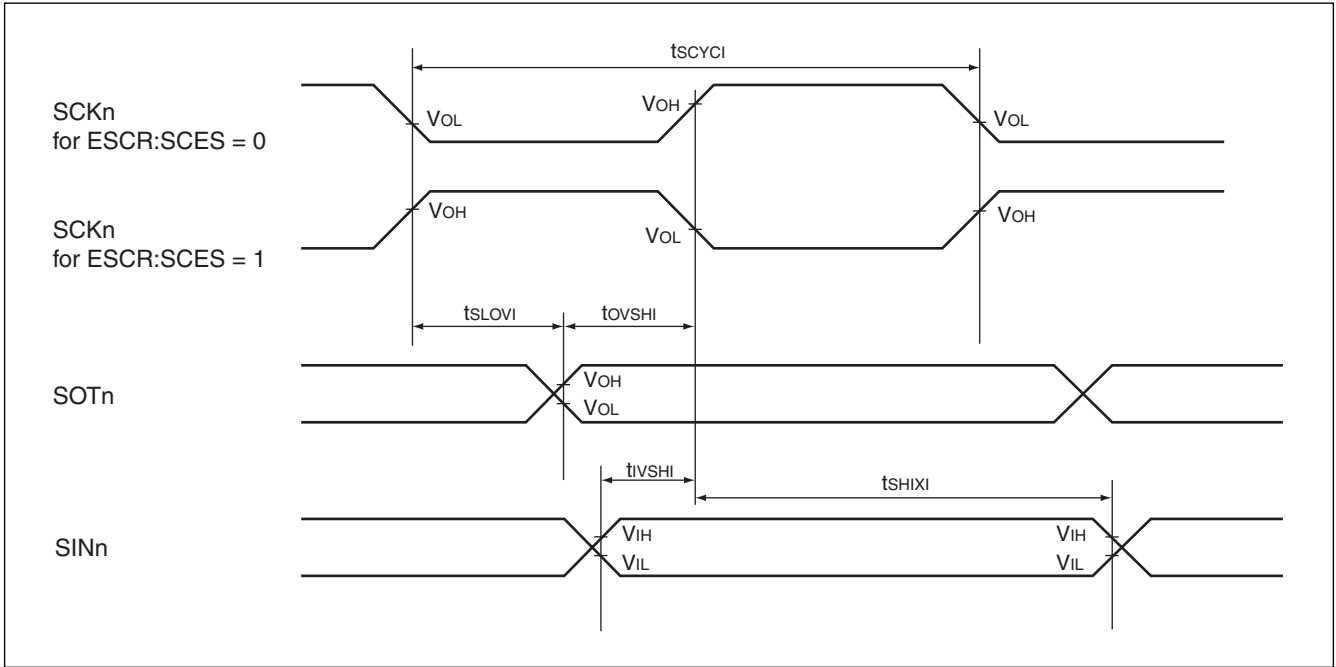 tSCYCI
SCKn
for ESCR:SCES = 0
VOL
VOH
VOL
SCKn
for ESCR:SCES = 1
VOH
VOL
VOH
tSLOVI
tOVSHI
SOTn
VOH
VOL
tIVSHI
tSHIXI
SINn
VIH
VIL
VIH
VIL